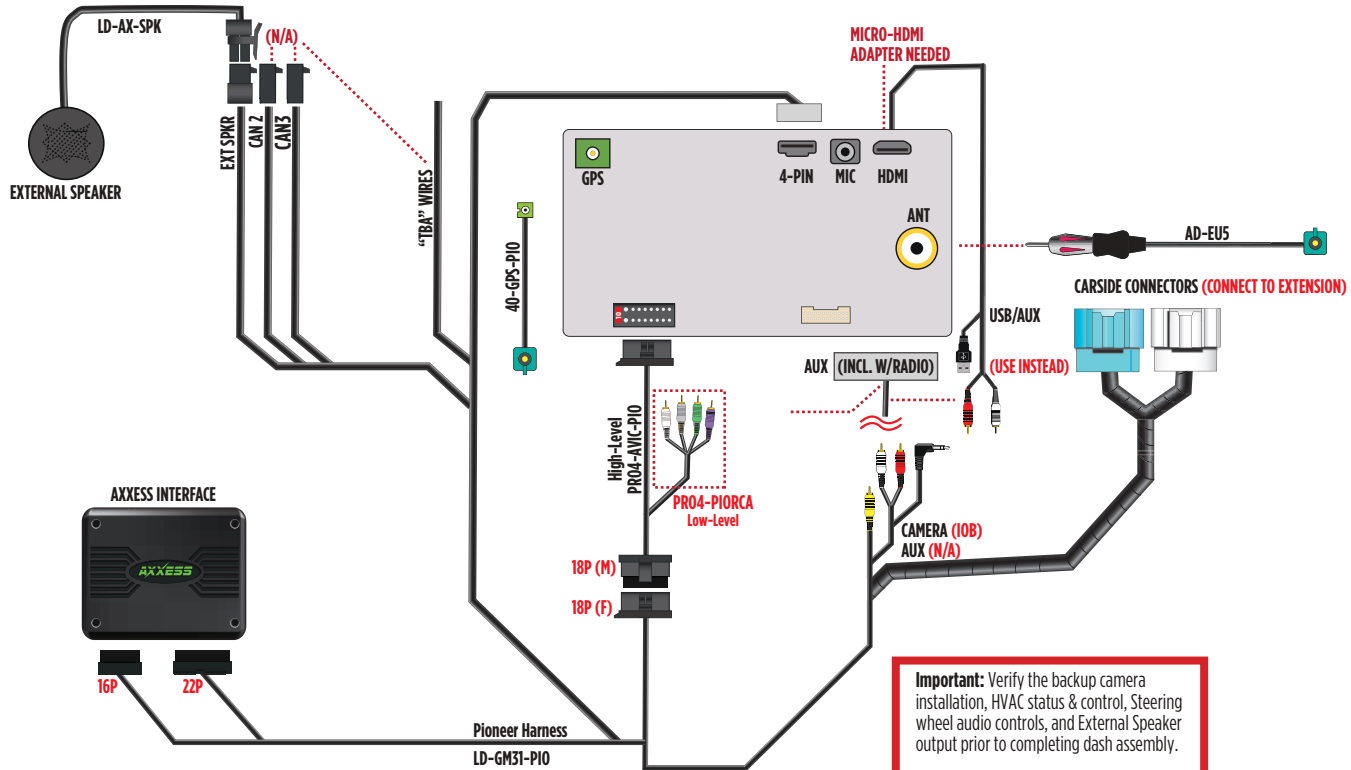 LD-AX-SPK
(N/A)
MICRO-HDMI
ADAPTER NEEDED
EXT SPKR
CAN 2
CAN3
"TBA" WIRES
EXTERNAL SPEAKER
GPS
4-PIN
MIC
HDMI
ANT
AD-EU5
40-GPS-PIO
CARSIDE CONNECTORS (CONNECT TO EXTENSION)
10
USB/AUX
AUX
(INCL. W/RADIO)
(USE INSTEAD)
High-Level
PR04-AVIC-PIO
PR04-PIORCA
Low-Level
AXXESS INTERFACE
AXXESS
CAMERA (IOB)
AUX (N/A)
18P (M)
18P (F)
16P
22P
Pioneer Harness
LD-GM31-PIO
Important: Verify the backup camera
installation, HVAC status & control, Steering
wheel audio controls, and External Speaker
output prior to completing dash assembly.